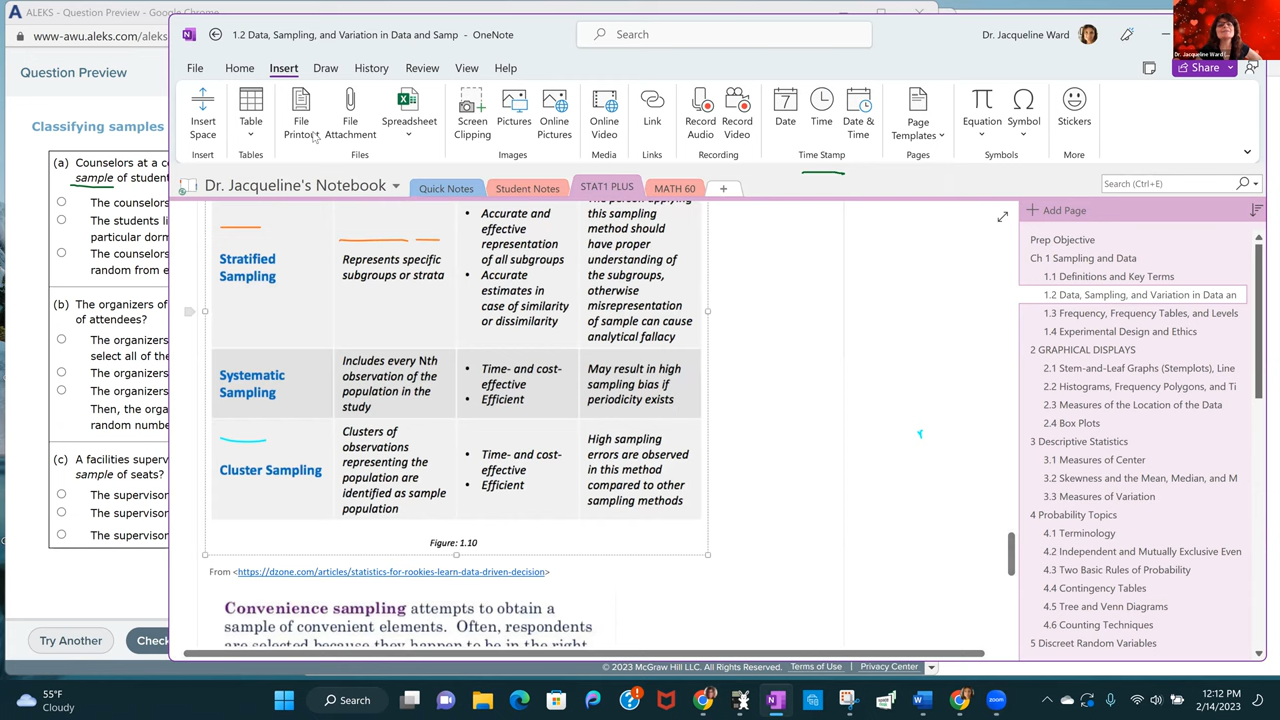 ALEKS - Question Preview - Google Chrome
www-awu.aleks.com/aleks
Question Preview
Classifying samples
(a) Counselors at a c
sample of student
The counselors
The students li
particular dorm
The counselors
random from e
(b) The organizers of
of attendees?
The organizers
select all of the
The organizers
The organizers
Then, the orga
random numbe
(c) A facilities superv
sample of seats?
The supervisor
The supervisor
The supervisor
Try Another
Check
1.2 Data, Sampling, and Variation in Data and Samp - OneNote
Search
Dr. Jacqueline Ward
File Home Insert Draw History Review View Help
Share
Insert
Space
Table
File
Printout
File
Attachment
Spreadsheet
Screen
Clipping
Pictures
Online
Pictures
Online
Video
Link
Record
Audio
Record
Video
Date
Time
Date &
Time
Page
Templates
Equation
Symbol
Stickers
Insert Tables Files Images Media Links Recording Time Stamp Pages Symbols More
Dr. Jacqueline's Notebook
Quick Notes
Student Notes
STAT1 PLUS
MATH 60
Search (Ctrl+E)
Stratified
Sampling
Represents specific
subgroups or strata
• Accurate and
effective
representation
of all subgroups
• Accurate
estimates in
case of similarity
or dissimilarity
The person applying
this sampling
method should
have proper
understanding of
the subgroups,
otherwise
misrepresentation
of sample can cause
analytical fallacy
Systematic
Sampling
Includes every Nth
observation of the
population in the
study
• Time- and cost-
effective
• Efficient
May result in high
sampling bias if
periodicity exists
Cluster Sampling
Clusters of
observations
representing the
population are
identified as sample
population
• Time- and cost-
effective
• Efficient
High sampling
errors are observed
in this method
compared to other
sampling methods
Figure: 1.10
From <https://dzone.com/articles/statistics-for-rookies-learn-data-driven-decision>
Convenience sampling attempts to obtain a
sample of convenient elements. Often, respondents
are selected because they happen to be in the right
Add Page
Prep Objective
Ch 1 Sampling and Data
1.1 Definitions and Key Terms
1.2 Data, Sampling, and Variation in Data an
1.3 Frequency, Frequency Tables, and Levels
1.4 Experimental Design and Ethics
2 GRAPHICAL DISPLAYS
2.1 Stem-and-Leaf Graphs (Stemplots), Line
2.2 Histograms, Frequency Polygons, and Ti
2.3 Measures of the Location of the Data
2.4 Box Plots
3 Descriptive Statistics
3.1 Measures of Center
3.2 Skewness and the Mean, Median, and M
3.3 Measures of Variation
4 Probability Topics
4.1 Terminology
4.2 Independent and Mutually Exclusive Even
4.3 Two Basic Rules of Probability
4.4 Contingency Tables
4.5 Tree and Venn Diagrams
4.6 Counting Techniques
5 Discreet Random Variables
© 2023 McGraw Hill LLC. All Rights Reserved. Terms of Use Privacy Center
55°F
Cloudy
Search
12:12 PM
2/14/2023